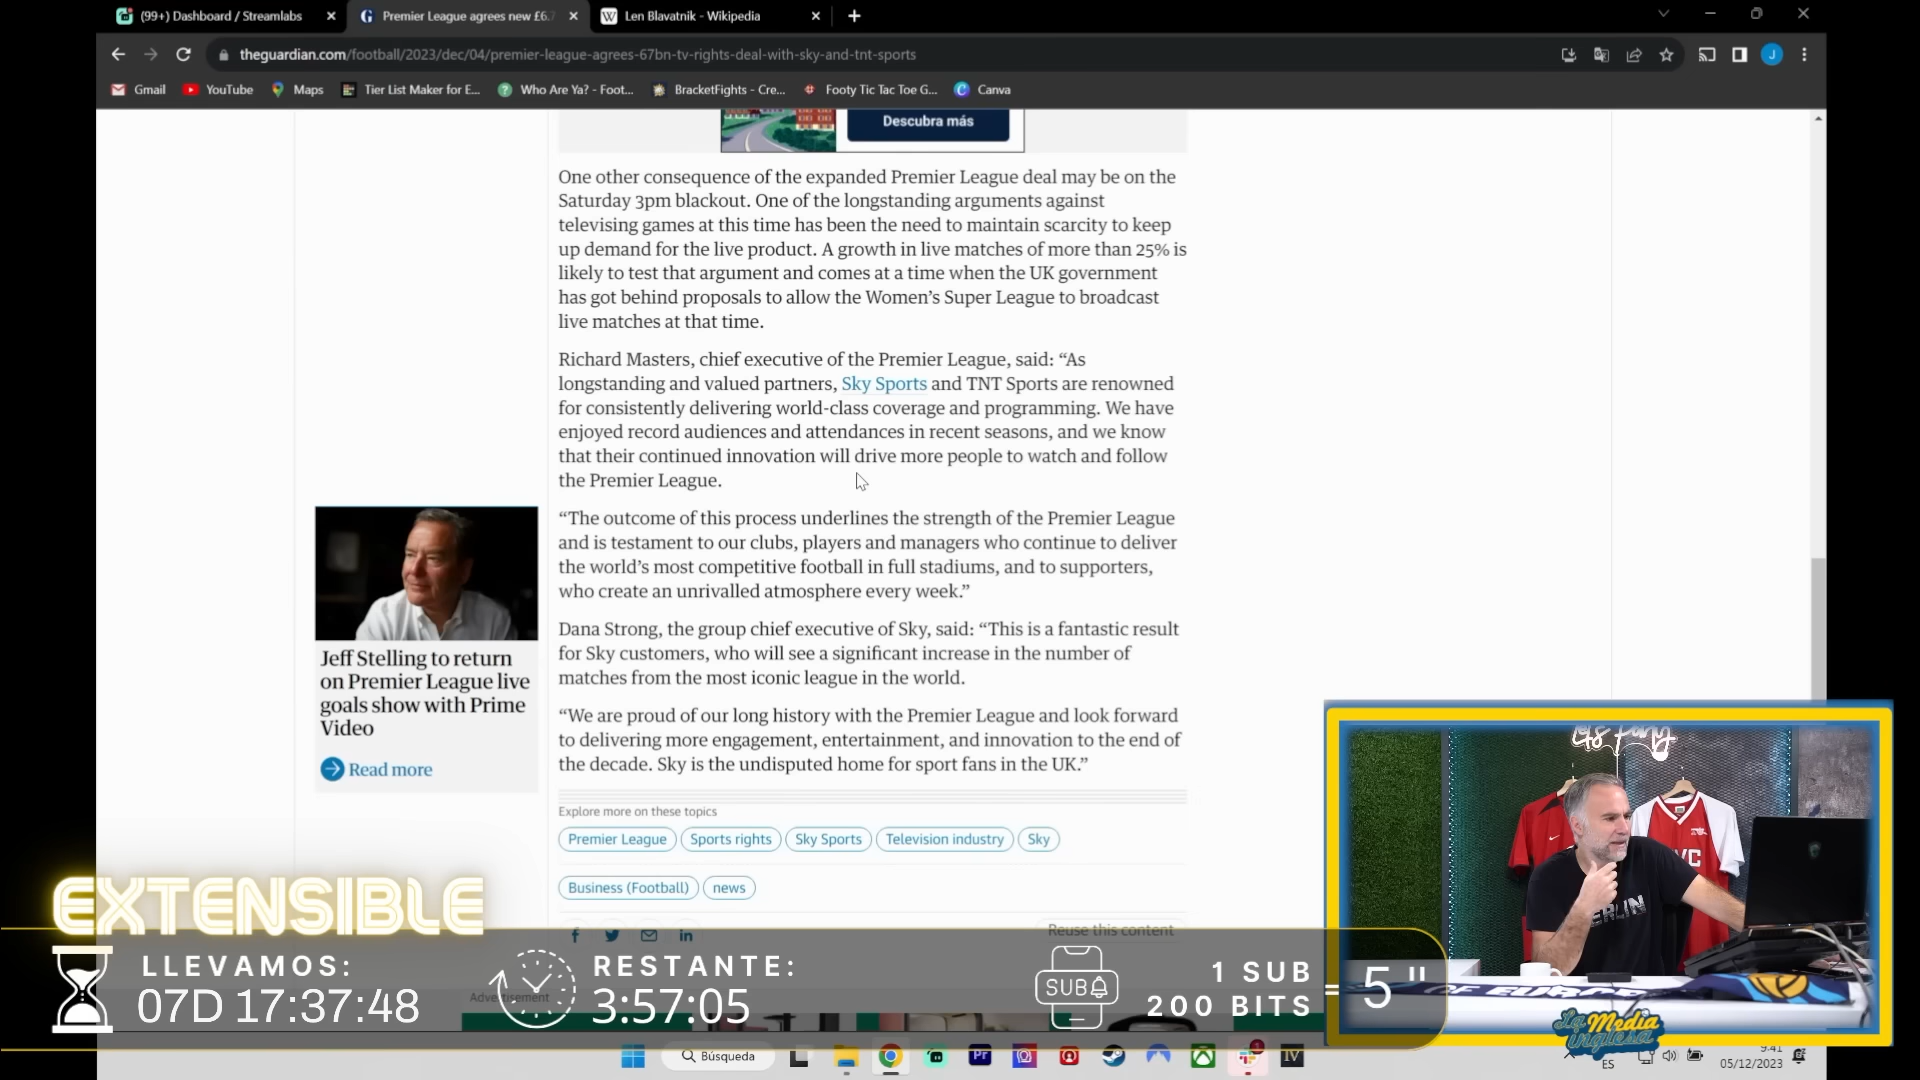 (99+) Dashboard / Streamlabs
Premier League agrees new £6.
Len Blavatnik - Wikipedia
theguardian.com/football/2023/dec/04/premier-league-agrees-67bn-tv-rights-deal-with-sky-and-tnt-sports
Gmail
YouTube
Maps
Tier List Maker for E...
Who Are Ya? - Foot...
BracketFights - Cre...
Footy Tic Tac Toe G...
Canva
J
Descubra más
One other consequence of the expanded Premier League deal may be on the
Saturday 3pm blackout. One of the longstanding arguments against
televising games at this time has been the need to maintain scarcity to keep
up demand for the live product. A growth in live matches of more than 25% is
likely to test that argument and comes at a time when the UK government
has got behind proposals to allow the Women’s Super League to broadcast
live matches at that time.
Richard Masters, chief executive of the Premier League, said: “As
longstanding and valued partners, Sky Sports and TNT Sports are renowned
for consistently delivering world-class coverage and programming. We have
enjoyed record audiences and attendances in recent seasons, and we know
that their continued innovation will drive more people to watch and follow
the Premier League.
“The outcome of this process underlines the strength of the Premier League
and is testament to our clubs, players and managers who continue to deliver
the world’s most competitive football in full stadiums, and to supporters,
who create an unrivalled atmosphere every week.”
Dana Strong, the group chief executive of Sky, said: “This is a fantastic result
for Sky customers, who will see a significant increase in the number of
matches from the most iconic league in the world.
“We are proud of our long history with the Premier League and look forward
to delivering more engagement, entertainment, and innovation to the end of
the decade. Sky is the undisputed home for sport fans in the UK.”
Jeff Stelling to return
on Premier League live
goals show with Prime
Video
Read more
Explore more on these topics
Premier League
Sports rights
Sky Sports
Television industry
Sky
Business (Football)
news
Reuse this content
Advertisement
EXTENSIBLE
LLEVAMOS:
07D 17:37:48
RESTANTE:
3:57:05
SUB
1 SUB
200 BITS
= 5"
Let's
BERLIN
OF EUROPE
La Media
inglesa
Búsqueda
Pr
IV
ES
9:41
05/12/2023